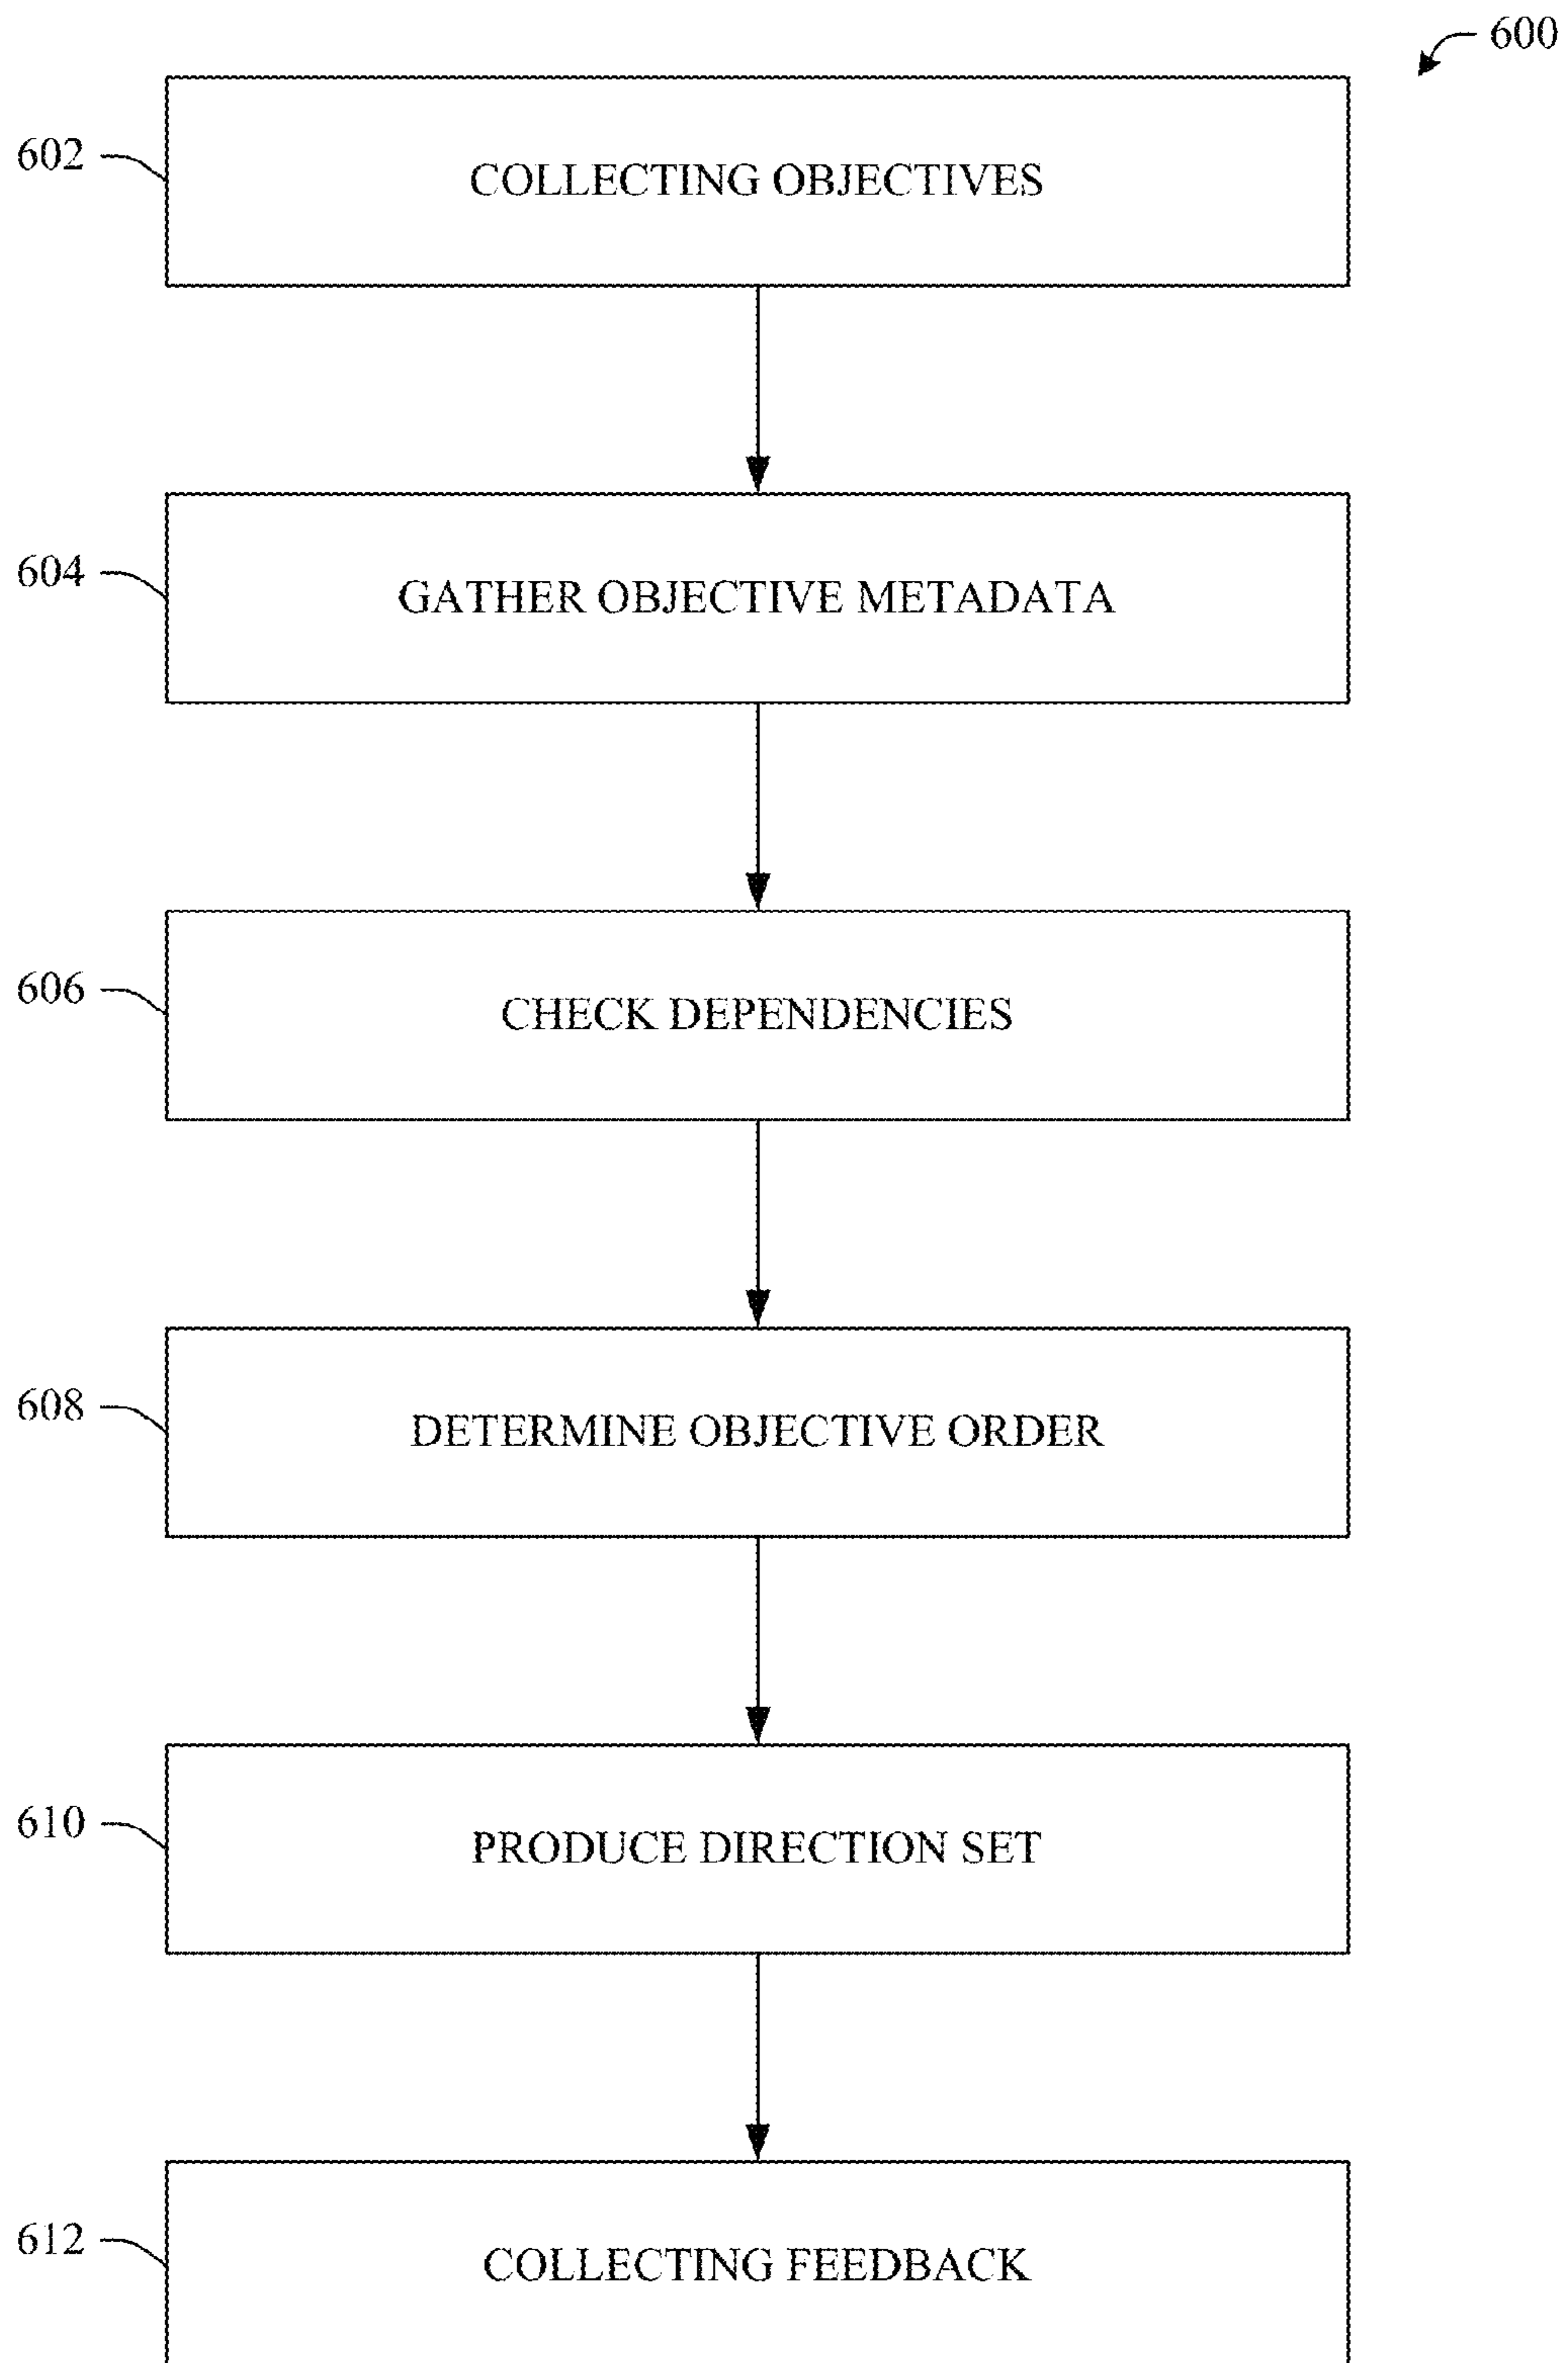 600
602
COLLECTING OBJECTIVES
604
GATHER OBJECTIVE METADATA
606
CHECK DEPENDENCIES
608
DETERMINE OBJECTIVE ORDER
610
PRODUCE DIRECTION SET
612
COLLECTING FEEDBACK